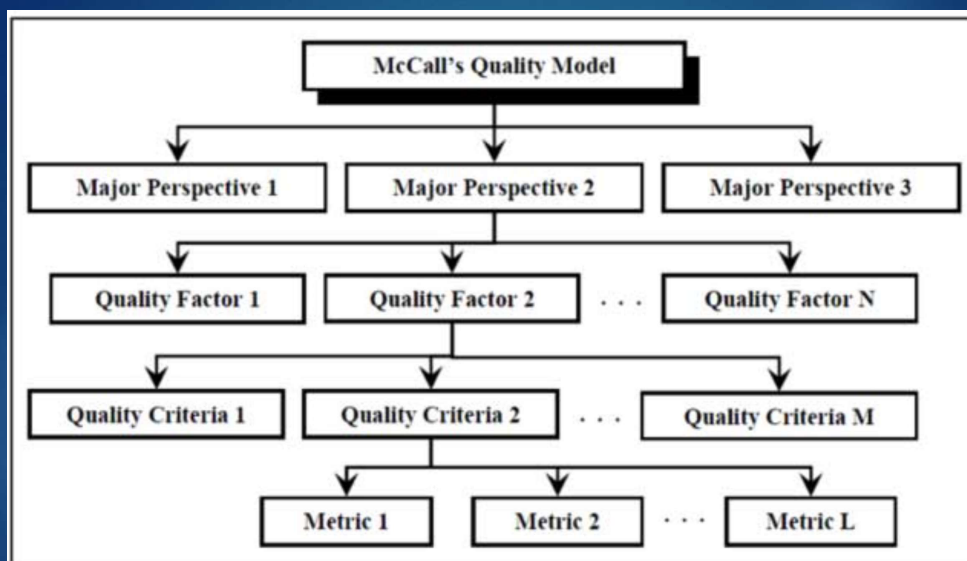 McCall's Quality Model
Major Perspective 1 Major Perspective 2 Major Perspective 3
Quality Factor 1 Quality Factor 2 . . . Quality Factor N
Quality Criteria 1 Quality Criteria 2 . . . Quality Criteria M
Metric 1 Metric 2 . . . Metric L